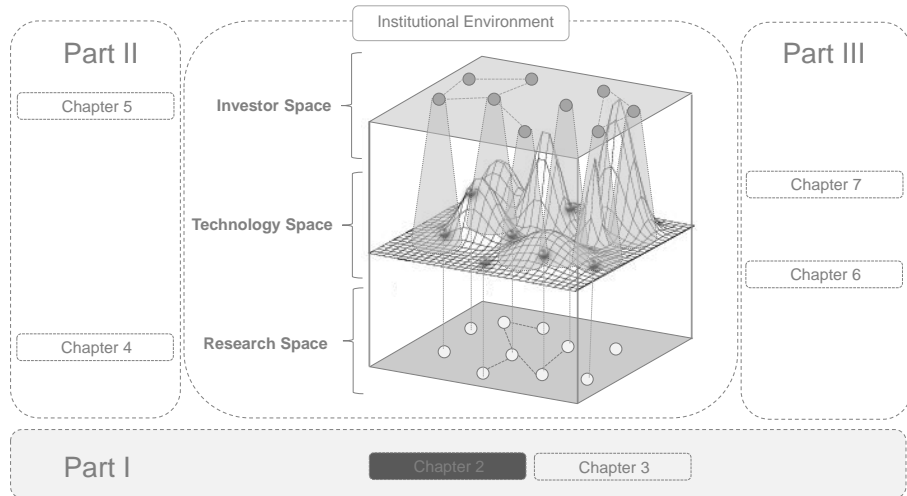 Institutional Environment
Part II
Chapter 5
Chapter 4
Investor Space
Technology Space
Research Space
Part III
Chapter 7
Chapter 6
Part I
Chapter 2
Chapter 3